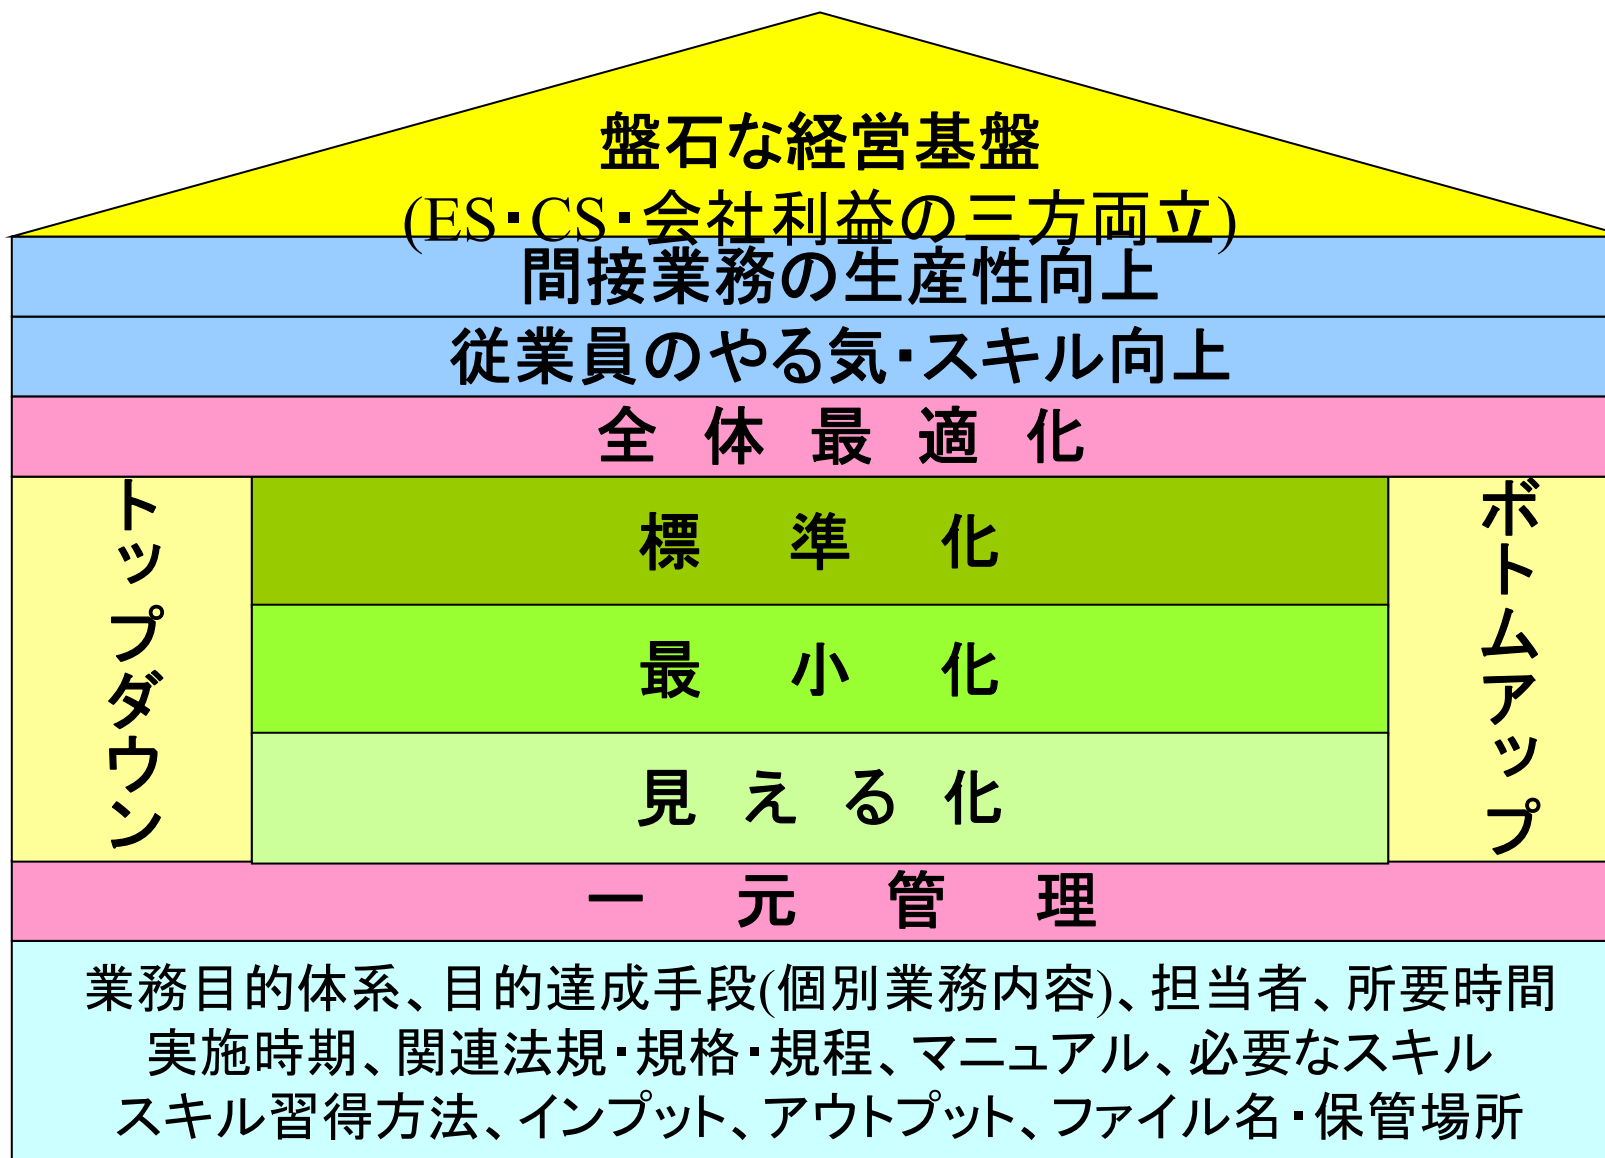 盤石な経営基盤
(ES・CS・会社利益の三方両立)
間接業務の生産性向上
従業員のやる気・スキル向上
全体最適化
トップダウン
標準化
最小化
見える化
ボトムアップ
一元管理
業務目的体系、目的達成手段(個別業務内容)、担当者、所要時間
実施時期、関連法規・規格・規程、マニュアル、必要なスキル
スキル習得方法、インプット、アウトプット、ファイル名・保管場所